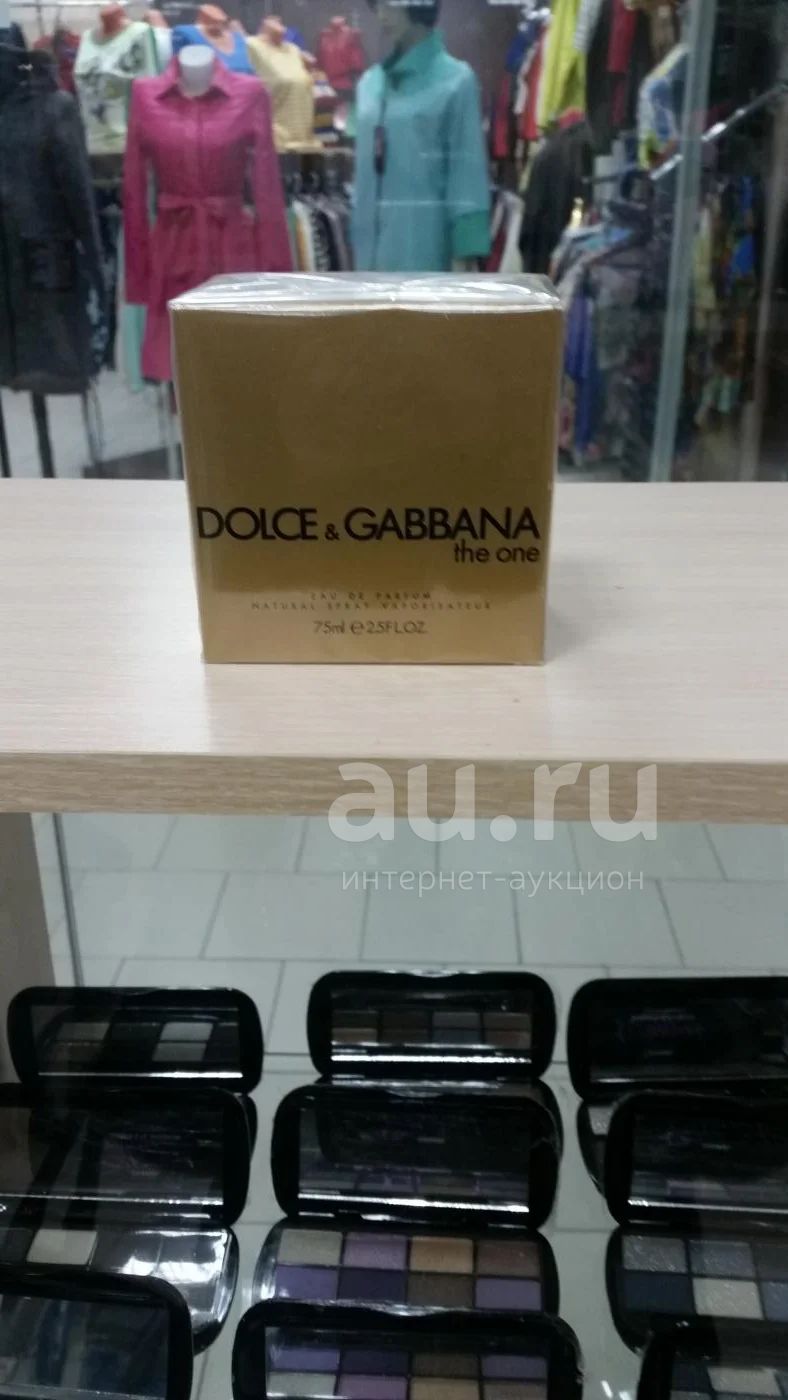 DOLCE & GABBANA
the one
EAU DE PARFUM
NATURAL SPRAY VAPORISATEUR
75ml e 2.5FL.OZ.
au.ru
интернет-аукцион